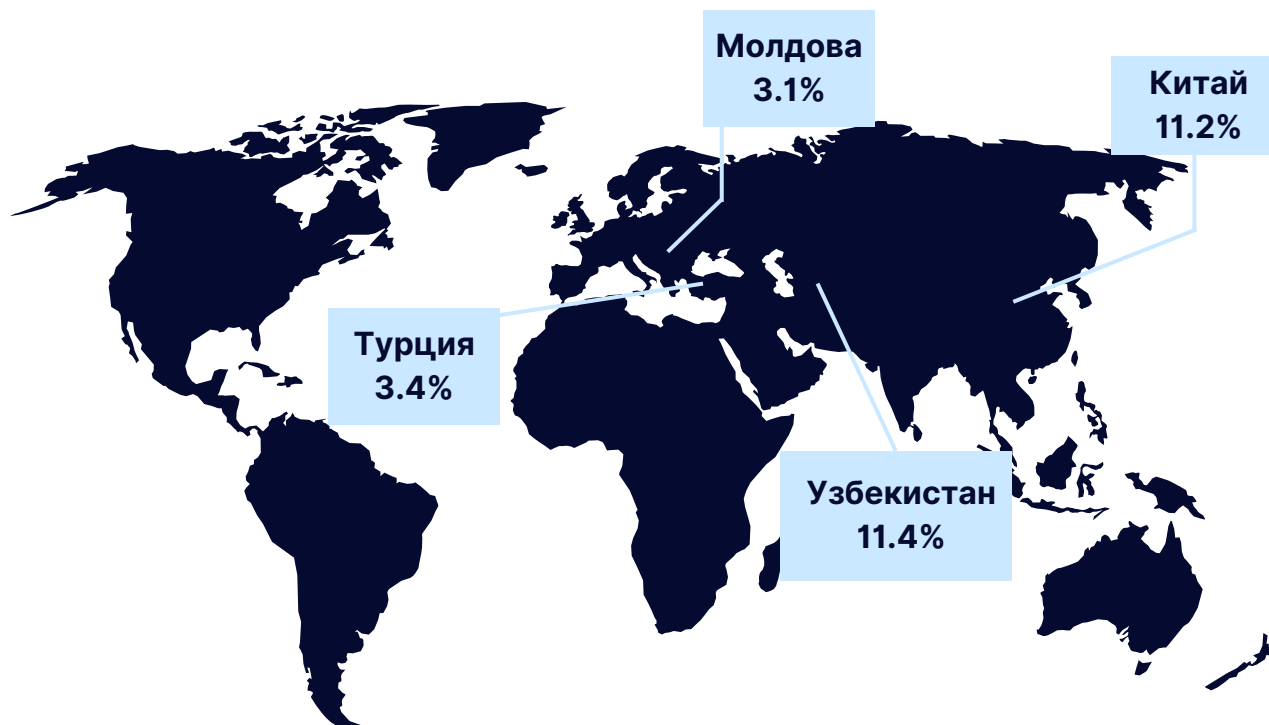 Молдова
3.1%
Китай
11.2%
Турция
3.4%
Узбекистан
11.4%